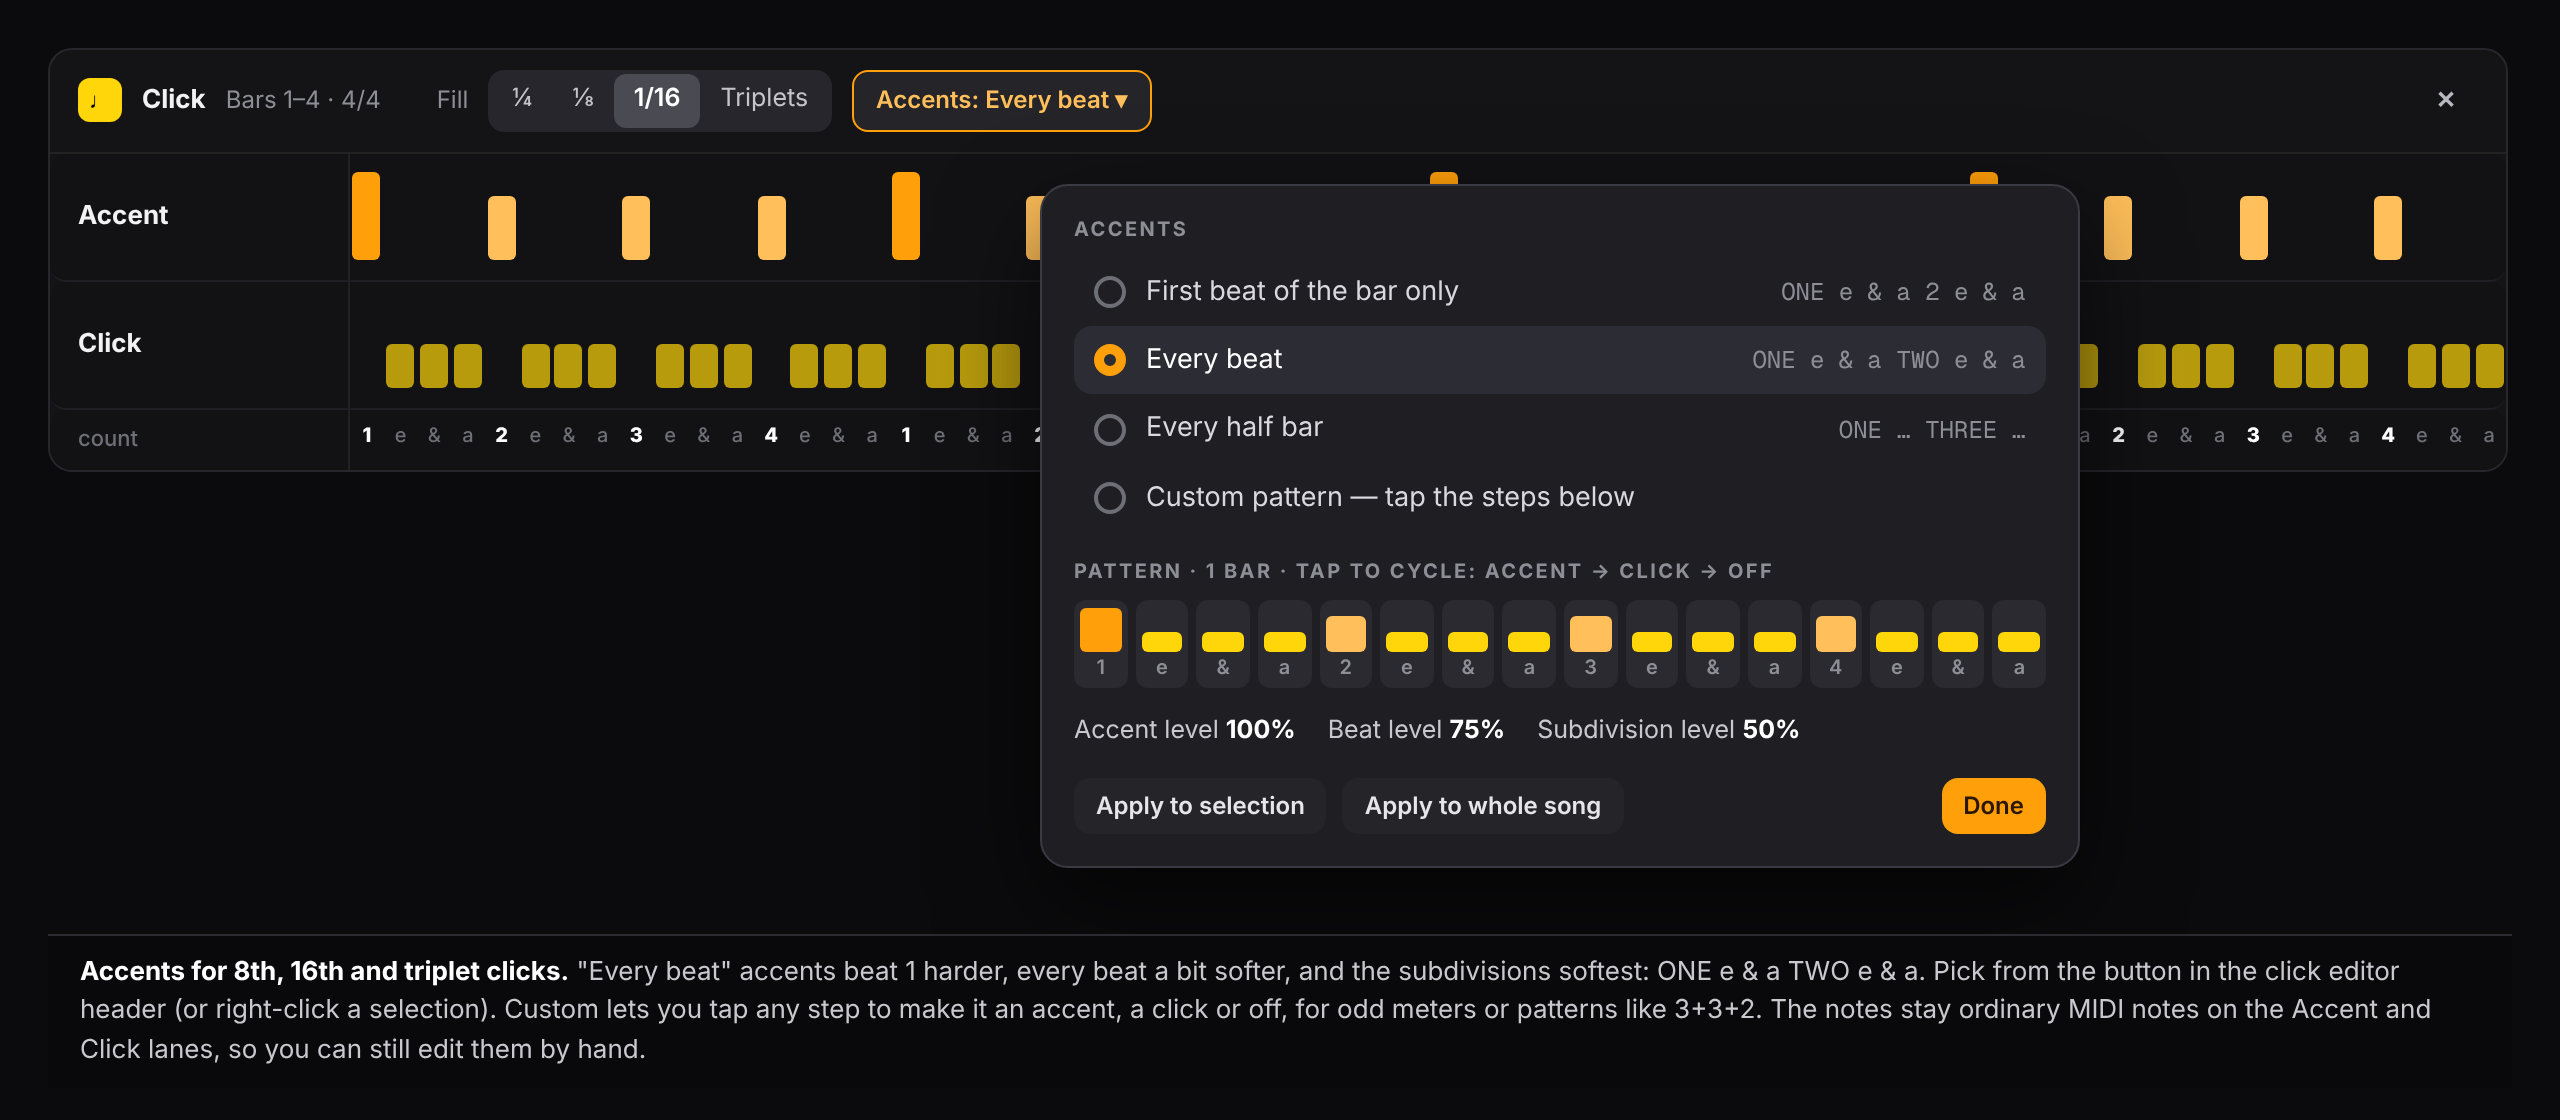 ♩ Click Bars 1–4 · 4/4 Fill ¼ ⅛ 1/16 Triplets Accents: Every beat ▾ ×
Accent
Click
count 1 e & a 2 e & a 3 e & a 4 e & a 1 e & a 2 a 2 e & a 3 e & a 4 e & a
ACCENTS
First beat of the bar only ONE e & a 2 e & a
Every beat ONE e & a TWO e & a
Every half bar ONE … THREE …
Custom pattern — tap the steps below
PATTERN · 1 BAR · TAP TO CYCLE: ACCENT → CLICK → OFF
1 e & a 2 e & a 3 e & a 4 e & a
Accent level 100% Beat level 75% Subdivision level 50%
Apply to selection Apply to whole song Done
Accents for 8th, 16th and triplet clicks. "Every beat" accents beat 1 harder, every beat a bit softer, and the subdivisions softest: ONE e & a TWO e & a. Pick from the button in the click editor
header (or right-click a selection). Custom lets you tap any step to make it an accent, a click or off, for odd meters or patterns like 3+3+2. The notes stay ordinary MIDI notes on the Accent and
Click lanes, so you can still edit them by hand.